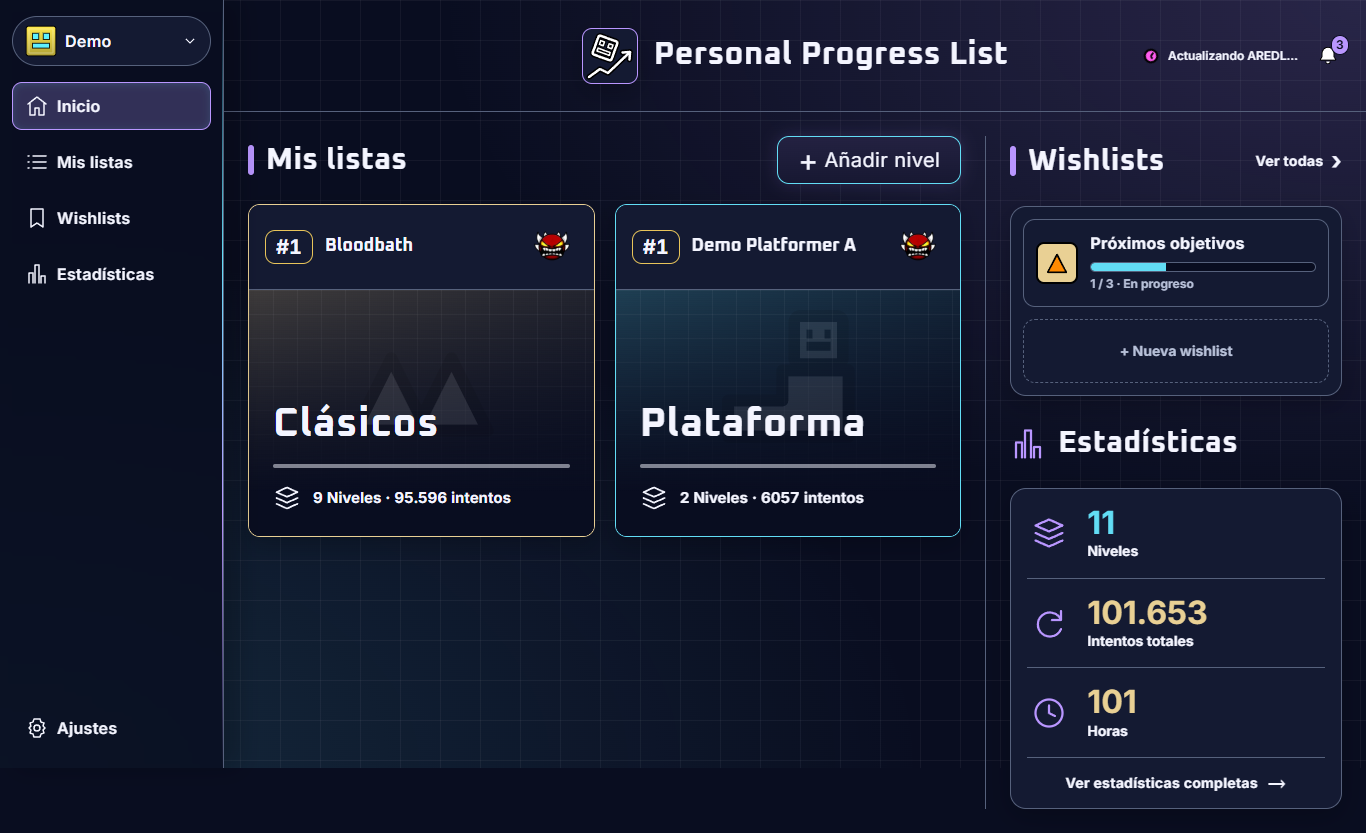 Demo
Inicio
Mis listas
Wishlists
Estadísticas
Ajustes
Personal Progress List
Actualizando AREDL...
3
Mis listas
+ Añadir nivel
#1 Bloodbath
Clásicos
9 Niveles · 95.596 intentos
#1 Demo Platformer A
Plataforma
2 Niveles · 6057 intentos
Wishlists
Ver todas
Próximos objetivos
1 / 3 · En progreso
+ Nueva wishlist
Estadísticas
11
Niveles
101.653
Intentos totales
101
Horas
Ver estadísticas completas →